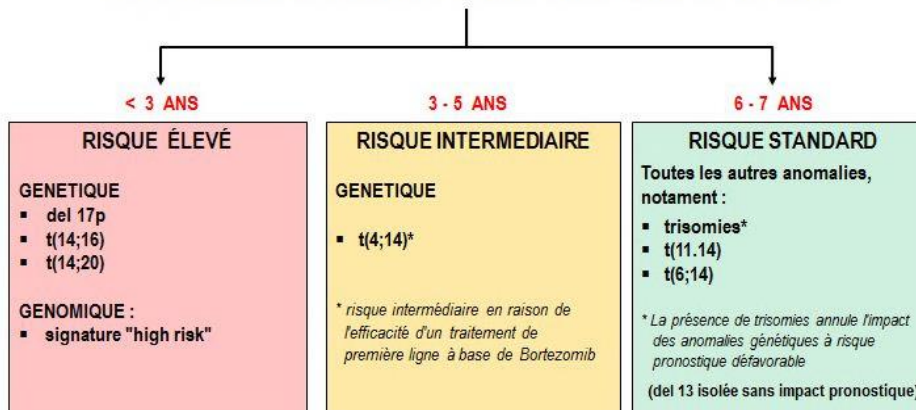 < 3 ANS
3 - 5 ANS
6 - 7 ANS
RISQUE ÉLEVÉ
GENETIQUE
▪ del 17p
▪ t(14;16)
▪ t(14;20)
GENOMIQUE :
▪ signature "high risk"
RISQUE INTERMEDIAIRE
GENETIQUE
▪ t(4;14)*
* risque intermédiaire en raison de
l'efficacité d'un traitement de
première ligne à base de Bortezomib
RISQUE STANDARD
Toutes les autres anomalies,
notament :
▪ trisomies*
▪ t(11.14)
▪ t(6;14)
* La présence de trisomies annule l'impact
des anomalies génétiques à risque
pronostique défavorable
(del 13 isolée sans impact pronostique)